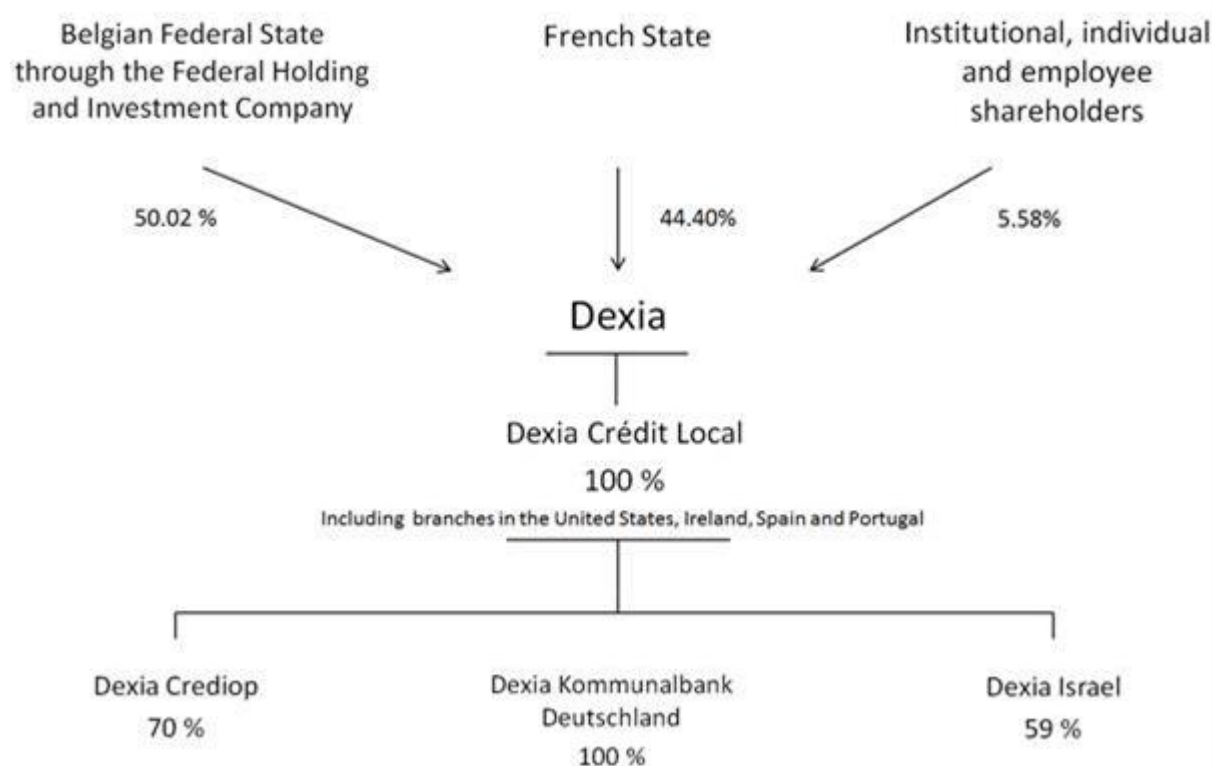 Belgian Federal State
through the Federal Holding
and Investment Company
French State
Institutional, individual
and employee
shareholders
50.02 %
44.40%
5.58%
Dexia
Dexia Crédit Local
100 %
Including branches in the United States, Ireland, Spain and Portugal
Dexia Crediop
70 %
Dexia Kommunalbank
Deutschland
100 %
Dexia Israel
59 %